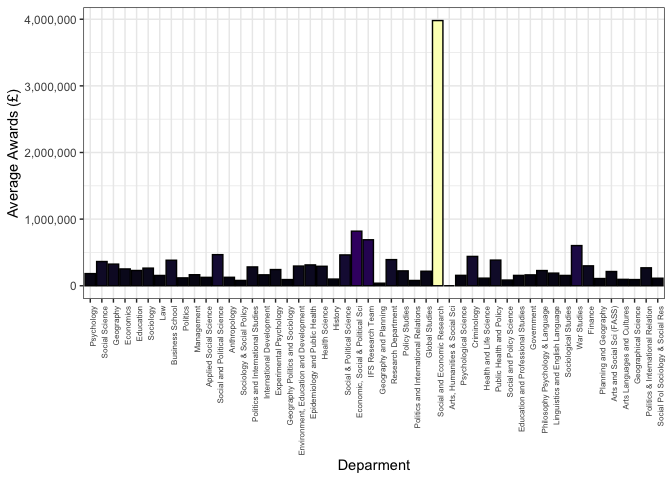 Average Awards (£)
4,000,000
3,000,000
2,000,000
1,000,000
0
Psychology
Social Science
Geography
Economics
Education
Sociology
Law
Business School
Politics
Management
Applied Social Science
Social and Political Science
Anthropology
Sociology & Social Policy
Politics and International Studies
International Development
Experimental Psychology
Geography Politics and Sociology
Environment, Education and Development
Epidemiology and Public Health
Health Science
History
Social & Political Science
Economic, Social & Political Sci
IFS Research Team
Geography and Planning
Research Department
Policy Studies
Politics and International Relations
Global Studies
Social and Economic Research
Arts, Humanities & Social Sci
Psychological Science
Criminology
Health and Life Science
Public Health and Policy
Social and Policy Science
Education and Professional Studies
Government
Philosophy Psychology & Language
Linguistics and English Language
Sociological Studies
War Studies
Finance
Planning and Geography
Arts and Social Sci (FASS)
Arts Languages and Cultures
Geographical Science
Politics & International Relation
Social Pol Sociology & Social Res
Deparment